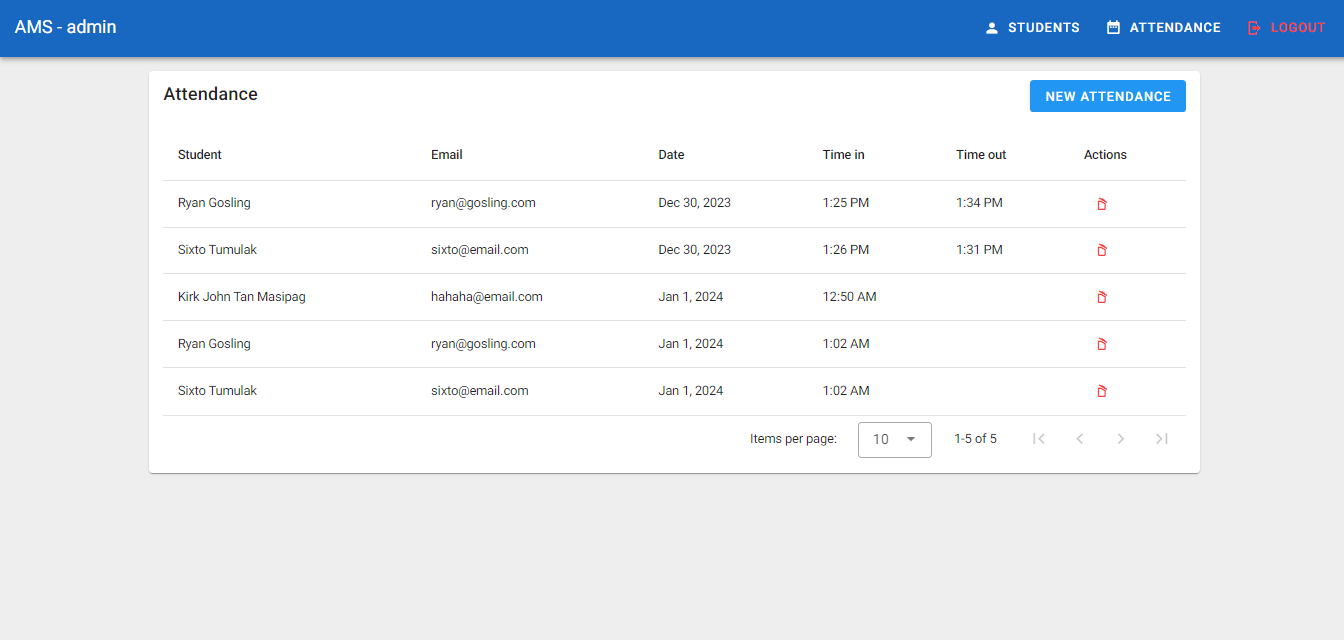 AMS - admin STUDENTS ATTENDANCE LOGOUT
Attendance NEW ATTENDANCE
Student Email Date Time in Time out Actions
Ryan Gosling ryan@gosling.com Dec 30, 2023 1:25 PM 1:34 PM
Sixto Tumulak sixto@email.com Dec 30, 2023 1:26 PM 1:31 PM
Kirk John Tan Masipag hahaha@email.com Jan 1, 2024 12:50 AM
Ryan Gosling ryan@gosling.com Jan 1, 2024 1:02 AM
Sixto Tumulak sixto@email.com Jan 1, 2024 1:02 AM
Items per page: 10 1-5 of 5